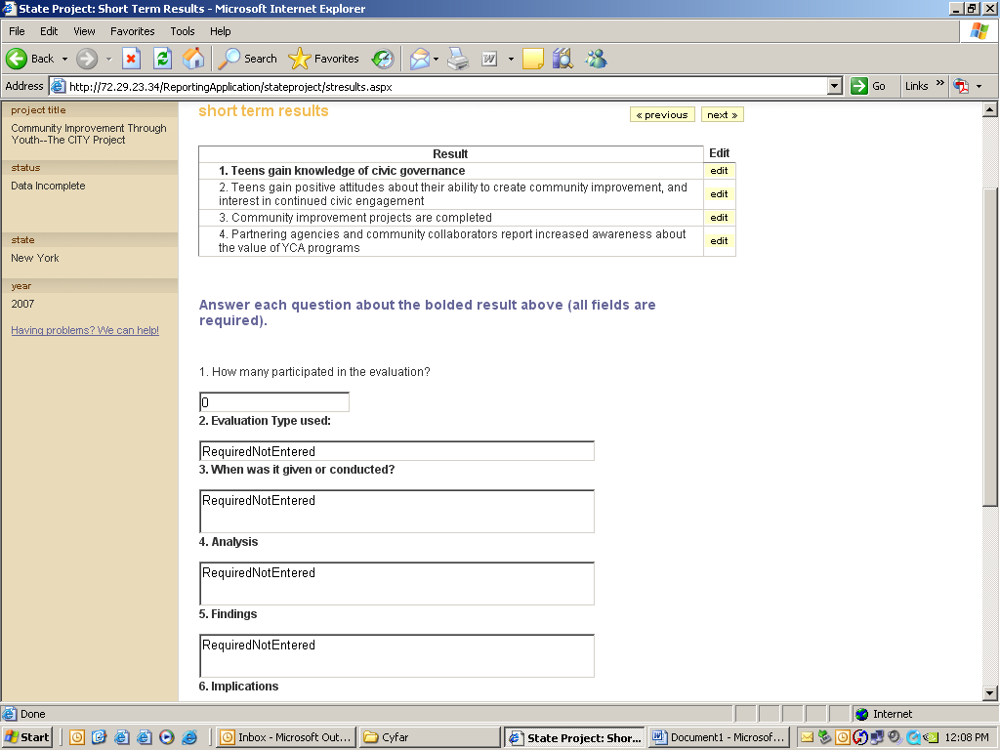 State Project: Short Term Results - Microsoft Internet Explorer
File Edit View Favorites Tools Help
Back Search Favorites
Address http://72.29.23.34/ReportingApplication/stateproject/stresults.aspx Go Links »
project title
Community Improvement Through
Youth--The CITY Project
status
Data Incomplete
state
New York
year
2007
Having problems? We can help!
short term results
« previous next »
Result Edit
1. Teens gain knowledge of civic governance edit
2. Teens gain positive attitudes about their ability to create community improvement, and
interest in continued civic engagement edit
3. Community improvement projects are completed edit
4. Partnering agencies and community collaborators report increased awareness about
the value of YCA programs edit
Answer each question about the bolded result above (all fields are
required).
1. How many participated in the evaluation?
0
2. Evaluation Type used:
RequiredNotEntered
3. When was it given or conducted?
RequiredNotEntered
4. Analysis
RequiredNotEntered
5. Findings
RequiredNotEntered
6. Implications
Done Internet
Start Inbox - Microsoft Out... Cyfar State Project: Shor... Document1 - Microsof... 12:08 PM